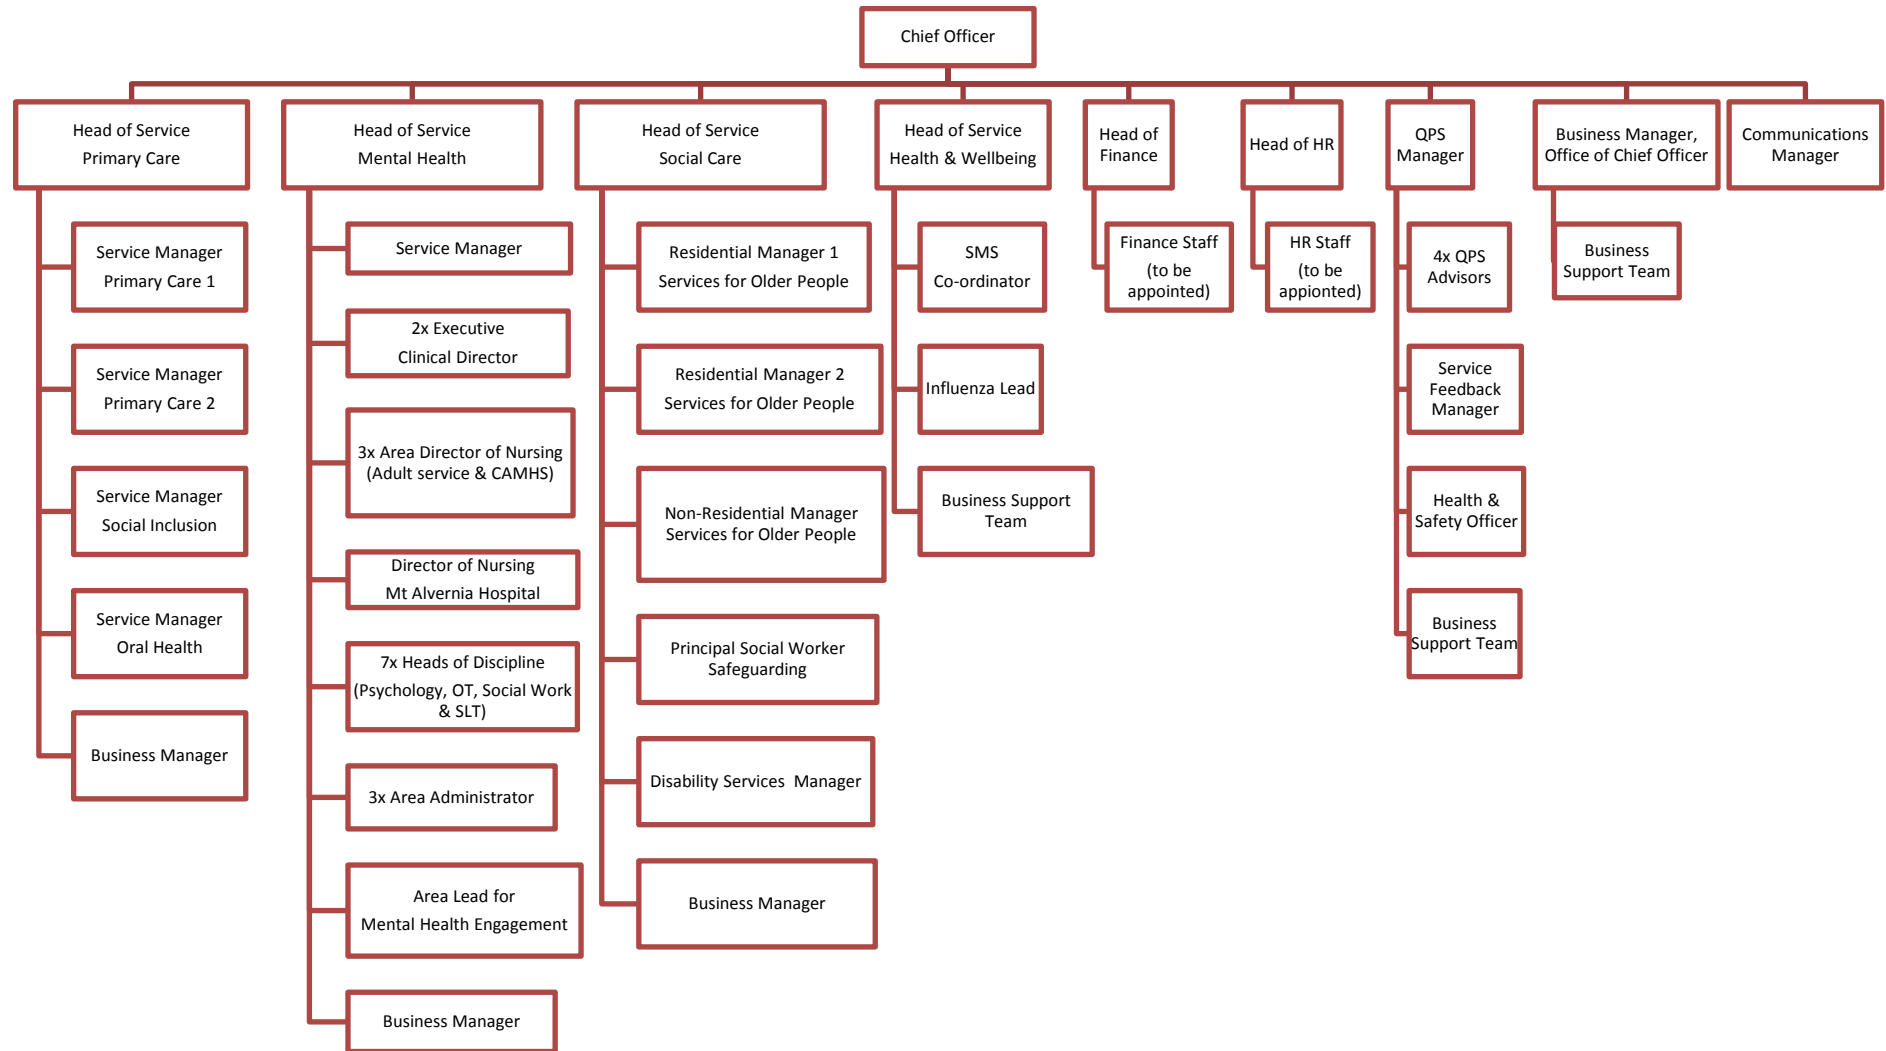 Chief Officer
Head of Service
Primary Care
Head of Service
Mental Health
Head of Service
Social Care
Head of Service
Health & Wellbeing
Head of
Finance
Head of HR
QPS
Manager
Business Manager,
Office of Chief Officer
Communications
Manager
Service Manager
Primary Care 1
Service Manager
Primary Care 2
Service Manager
Social Inclusion
Service Manager
Oral Health
Business Manager
Service Manager
2x Executive
Clinical Director
3x Area Director of Nursing
(Adult service & CAMHS)
Director of Nursing
Mt Alvernia Hospital
7x Heads of Discipline
(Psychology, OT, Social Work
& SLT)
3x Area Administrator
Area Lead for
Mental Health Engagement
Business Manager
Residential Manager 1
Services for Older People
Residential Manager 2
Services for Older People
Non-Residential Manager
Services for Older People
Principal Social Worker
Safeguarding
Disability Services  Manager
Business Manager
SMS
Co-ordinator
Influenza Lead
Business Support
Team
Finance Staff
(to be
appointed)
HR Staff
(to be
appionted)
4x QPS
Advisors
Service
Feedback
Manager
Health &
Safety Officer
Business
Support Team
Business
Support Team